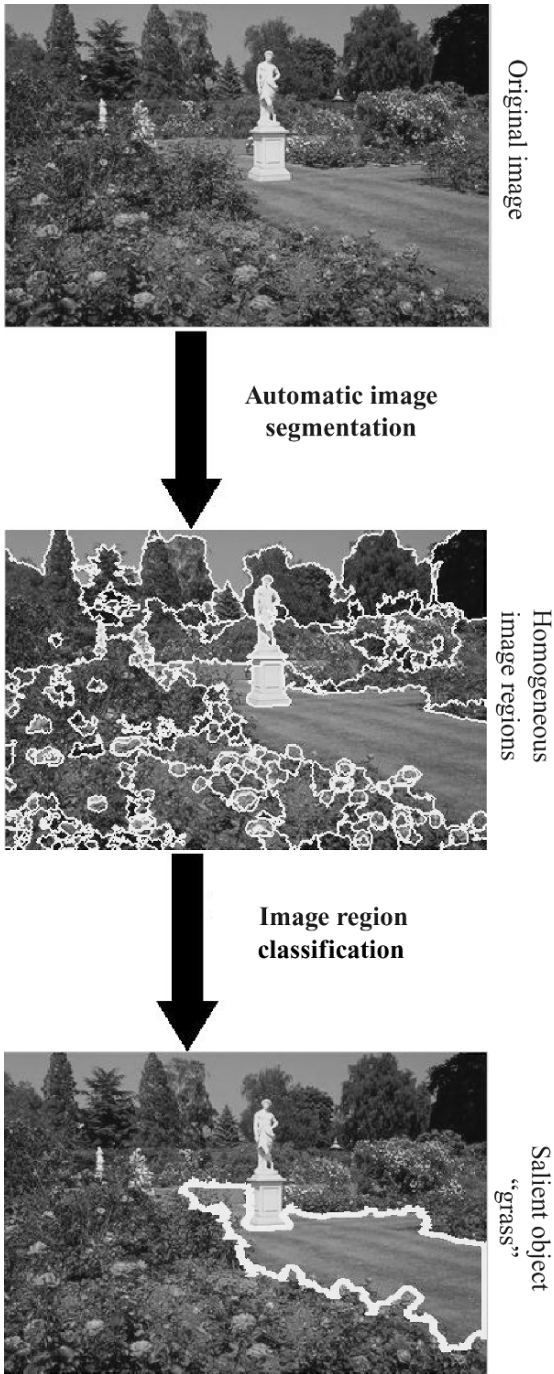 Original image
Automatic image
segmentation
Homogeneous
image regions
Image region
classification
Salient object
“grass”